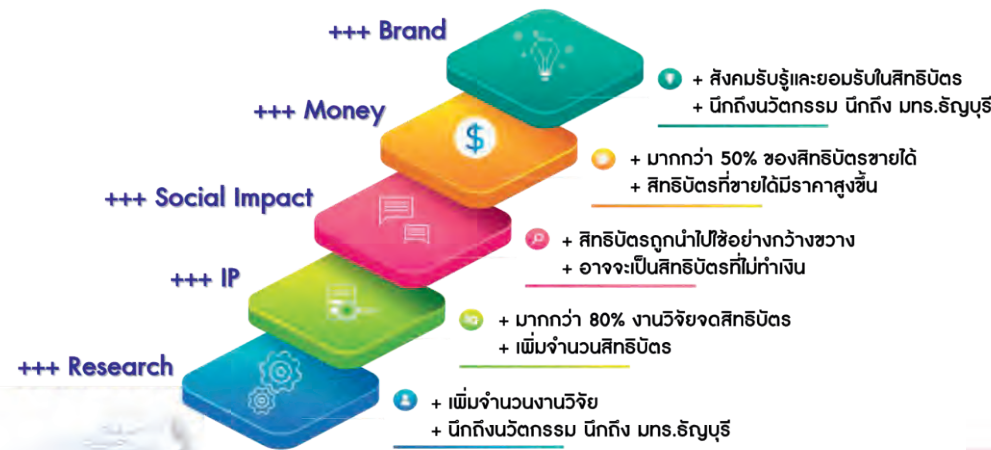 +++ Brand
+ สังคมรับรู้และยอมรับในสิทธิบัตร
+ นึกถึงนวัตกรรม นึกถึง มทร.ธัญบุรี
+++ Money
$
+ มากกว่า 50% ของสิทธิบัตรขายได้
+ สิทธิบัตรที่ขายได้มีราคาสูงขึ้น
+++ Social Impact
+ สิทธิบัตรถูกนำไปใช้อย่างกว้างขวาง
+ อาจจะเป็นสิทธิบัตรที่ไม่ทำเงิน
+++ IP
+ มากกว่า 80% งานวิจัยจดสิทธิบัตร
+ เพิ่มจำนวนสิทธิบัตร
+++ Research
+ เพิ่มจำนวนงานวิจัย
+ นึกถึงนวัตกรรม นึกถึง มทร.ธัญบุรี